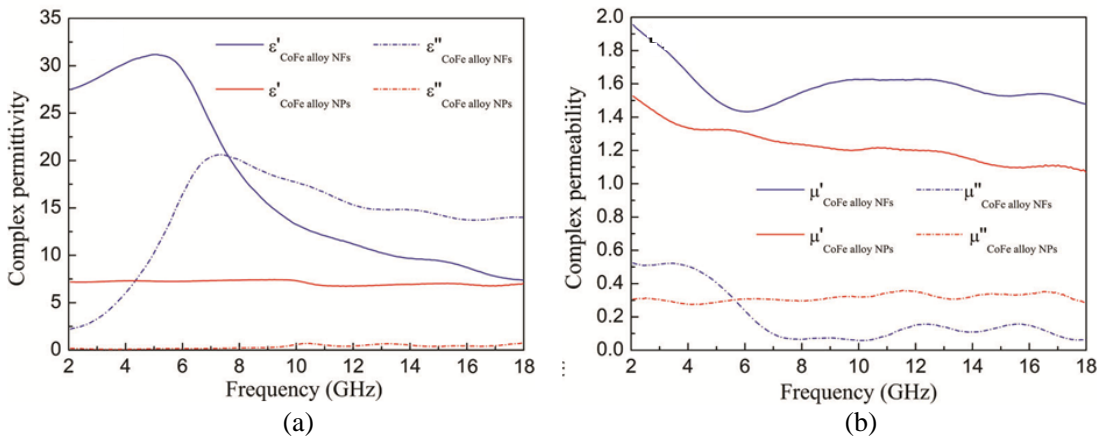 35
30
25
20
15
10
5
0
2 4 6 8 10 12 14 16 18
Complex permittivity
Frequency (GHz)
ε' CoFe alloy NFs ε'' CoFe alloy NFs
ε' CoFe alloy NPs ε'' CoFe alloy NPs
(a)
2.0
1.8
1.6
1.4
1.2
1.0
0.8
0.6
0.4
0.2
0.0
2 4 6 8 10 12 14 16 18
Complex permeability
Frequency (GHz)
μ' CoFe alloy NFs μ'' CoFe alloy NFs
μ' CoFe alloy NPs μ'' CoFe alloy NPs
(b)